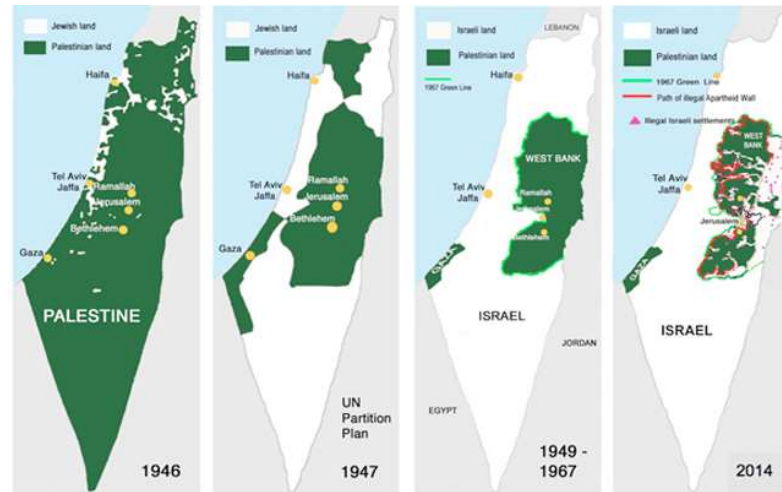 Jewish land
Palestinian land
Haifa
Tel Aviv
Jaffa
Ramallah
Jerusalem
Bethlehem
Gaza
PALESTINE
1946
Jewish land
Palestinian land
Haifa
Tel Aviv
Jaffa
Ramallah
Jerusalem
Bethlehem
Gaza
UN
Partition
Plan
1947
Israeli land
Palestinian land
1967 Green Line
LEBANON
Haifa
WEST BANK
Tel Aviv
Jaffa
Ramallah
Jerusalem
Bethlehem
GAZA
ISRAEL
JORDAN
EGYPT
1949 -
1967
Israeli land
Palestinian land
1967 Green Line
Path of illegal Apartheid Wall
Illegal Israeli settlements
WEST
BANK
Tel Aviv
Jaffa
Jerusalem
GAZA
ISRAEL
2014